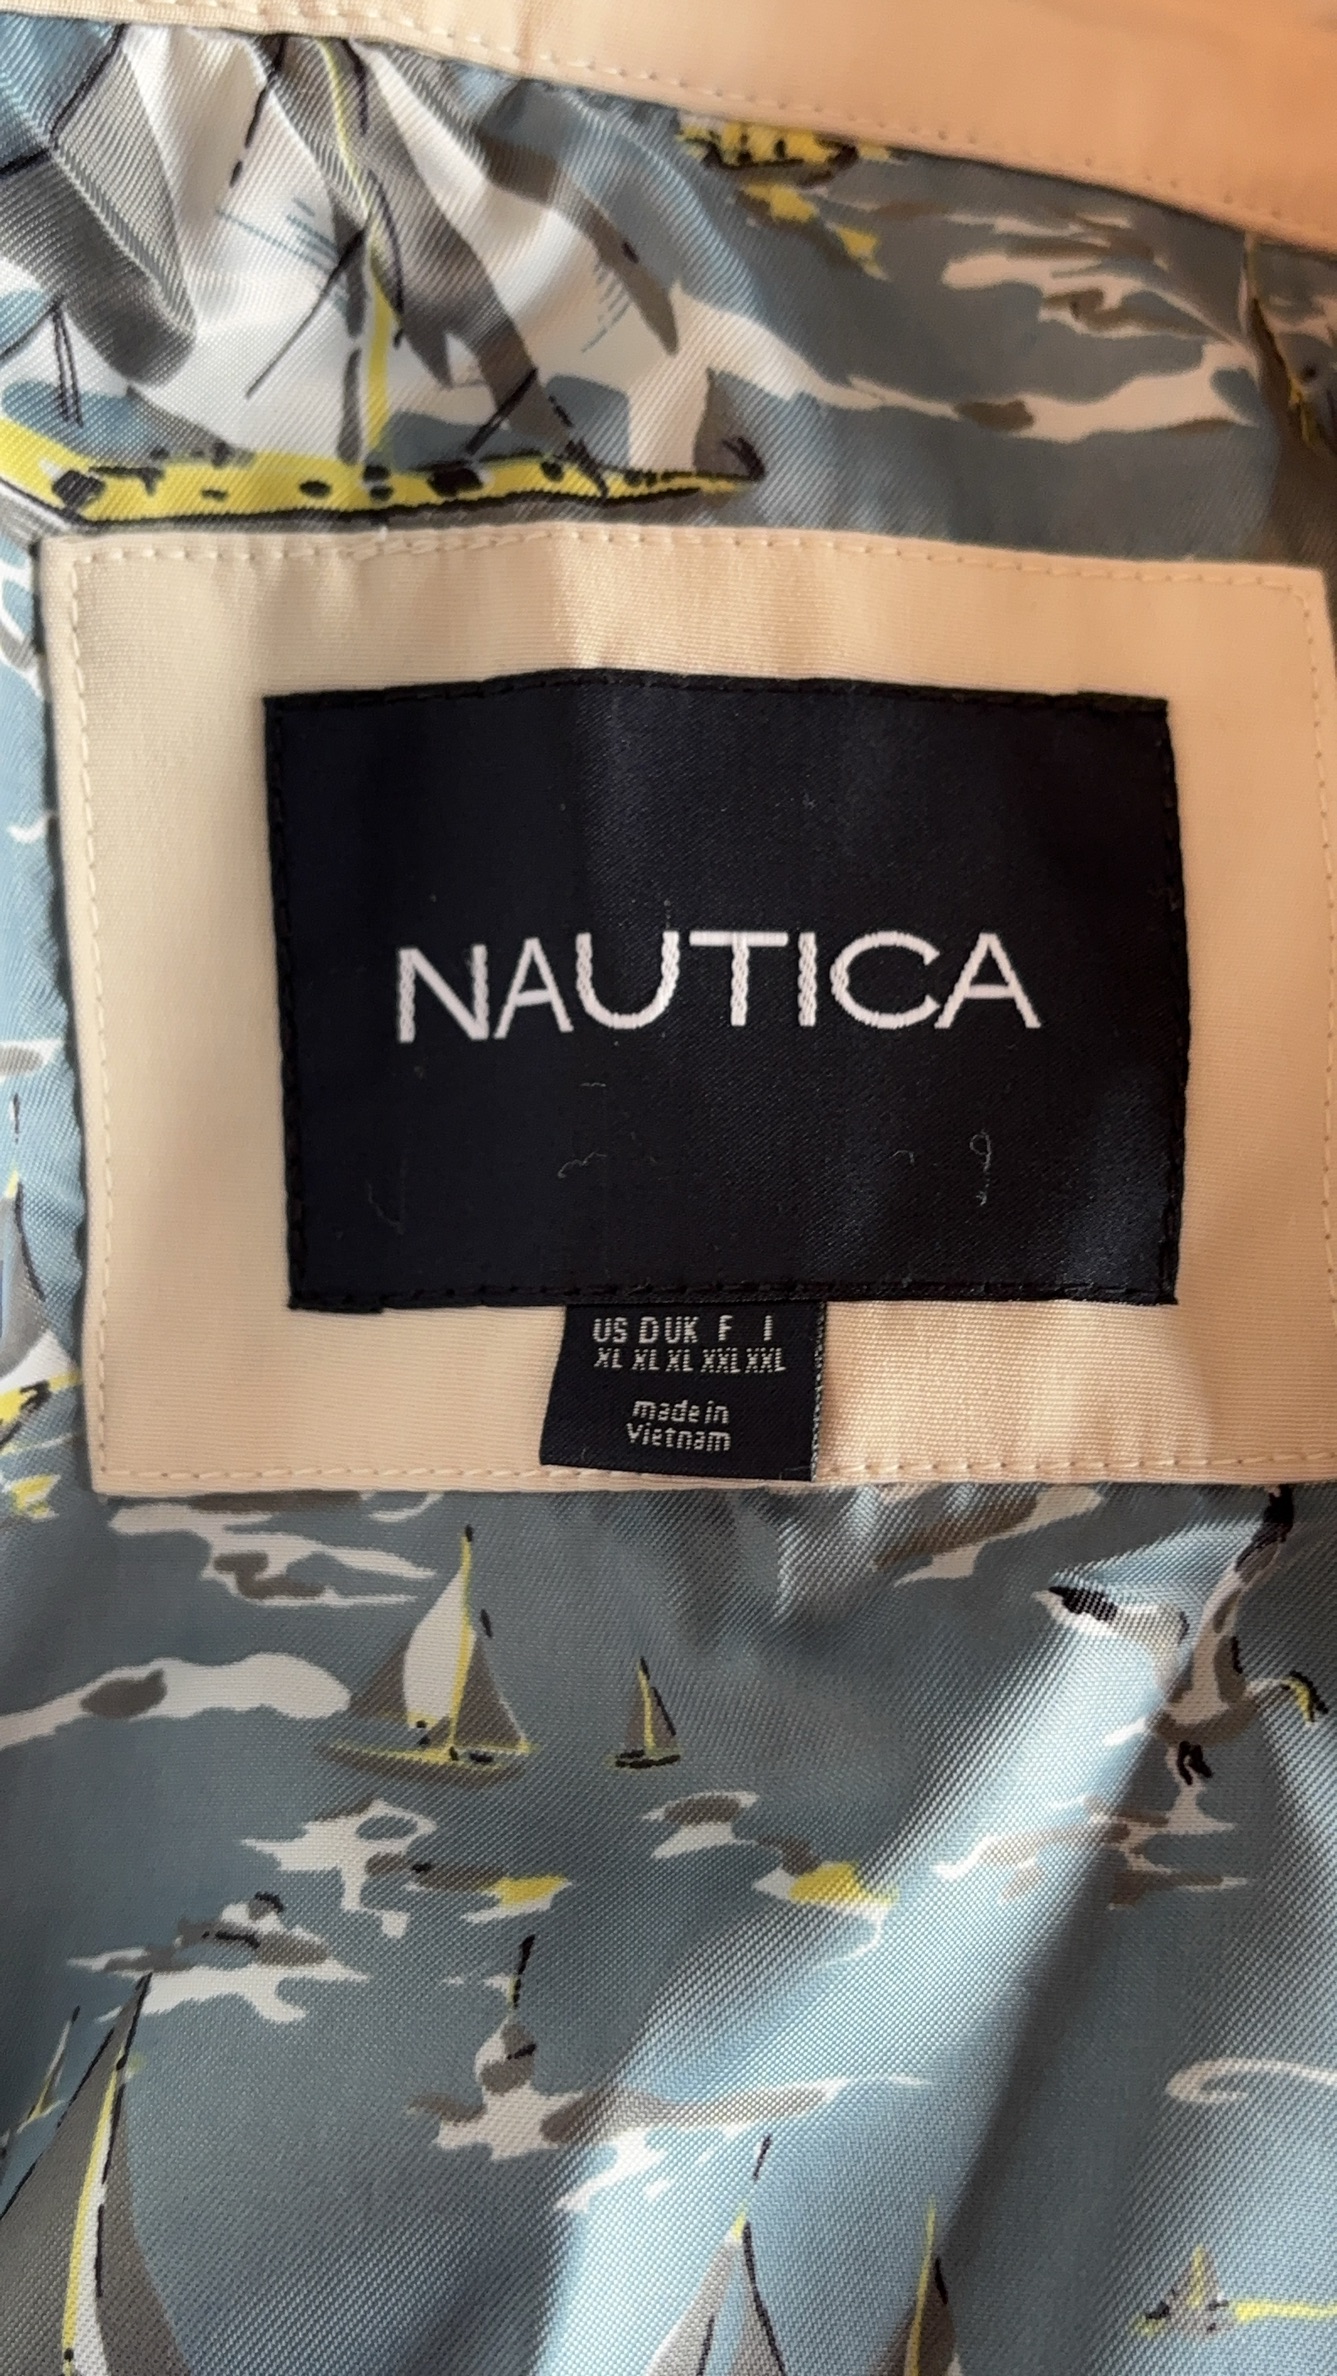 NAUTICA
US D UK F I
XL XL XL XXL XXL
made in
Vietnam